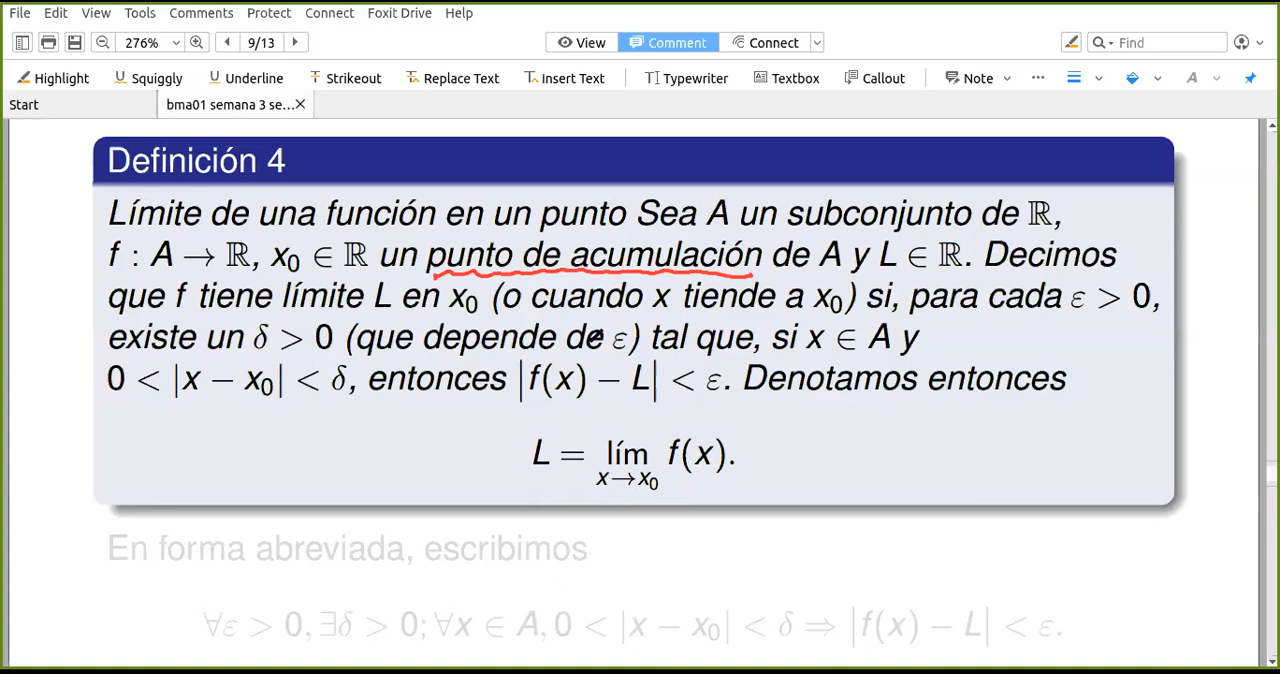 File Edit View Tools Comments Protect Connect Foxit Drive Help
276% 9/13 View Comment Connect Find
Highlight Squiggly Underline Strikeout Replace Text Insert Text Typewriter Textbox Callout Note ... A
Start bma01 semana 3 se...
Definición 4
Límite de una función en un punto Sea A un subconjunto de ℝ,
f : A → ℝ, x₀ ∈ ℝ un punto de acumulación de A y L ∈ ℝ. Decimos
que f tiene límite L en x₀ (o cuando x tiende a x₀) si, para cada ε > 0,
existe un δ > 0 (que depende de ε) tal que, si x ∈ A y
0 < |x − x₀| < δ, entonces |f(x) − L| < ε. Denotamos entonces
L = lím f(x).
x→x₀
En forma abreviada, escribimos
∀ε > 0, ∃δ > 0; ∀x ∈ A, 0 < |x − x₀| < δ ⇒ |f(x) − L| < ε.